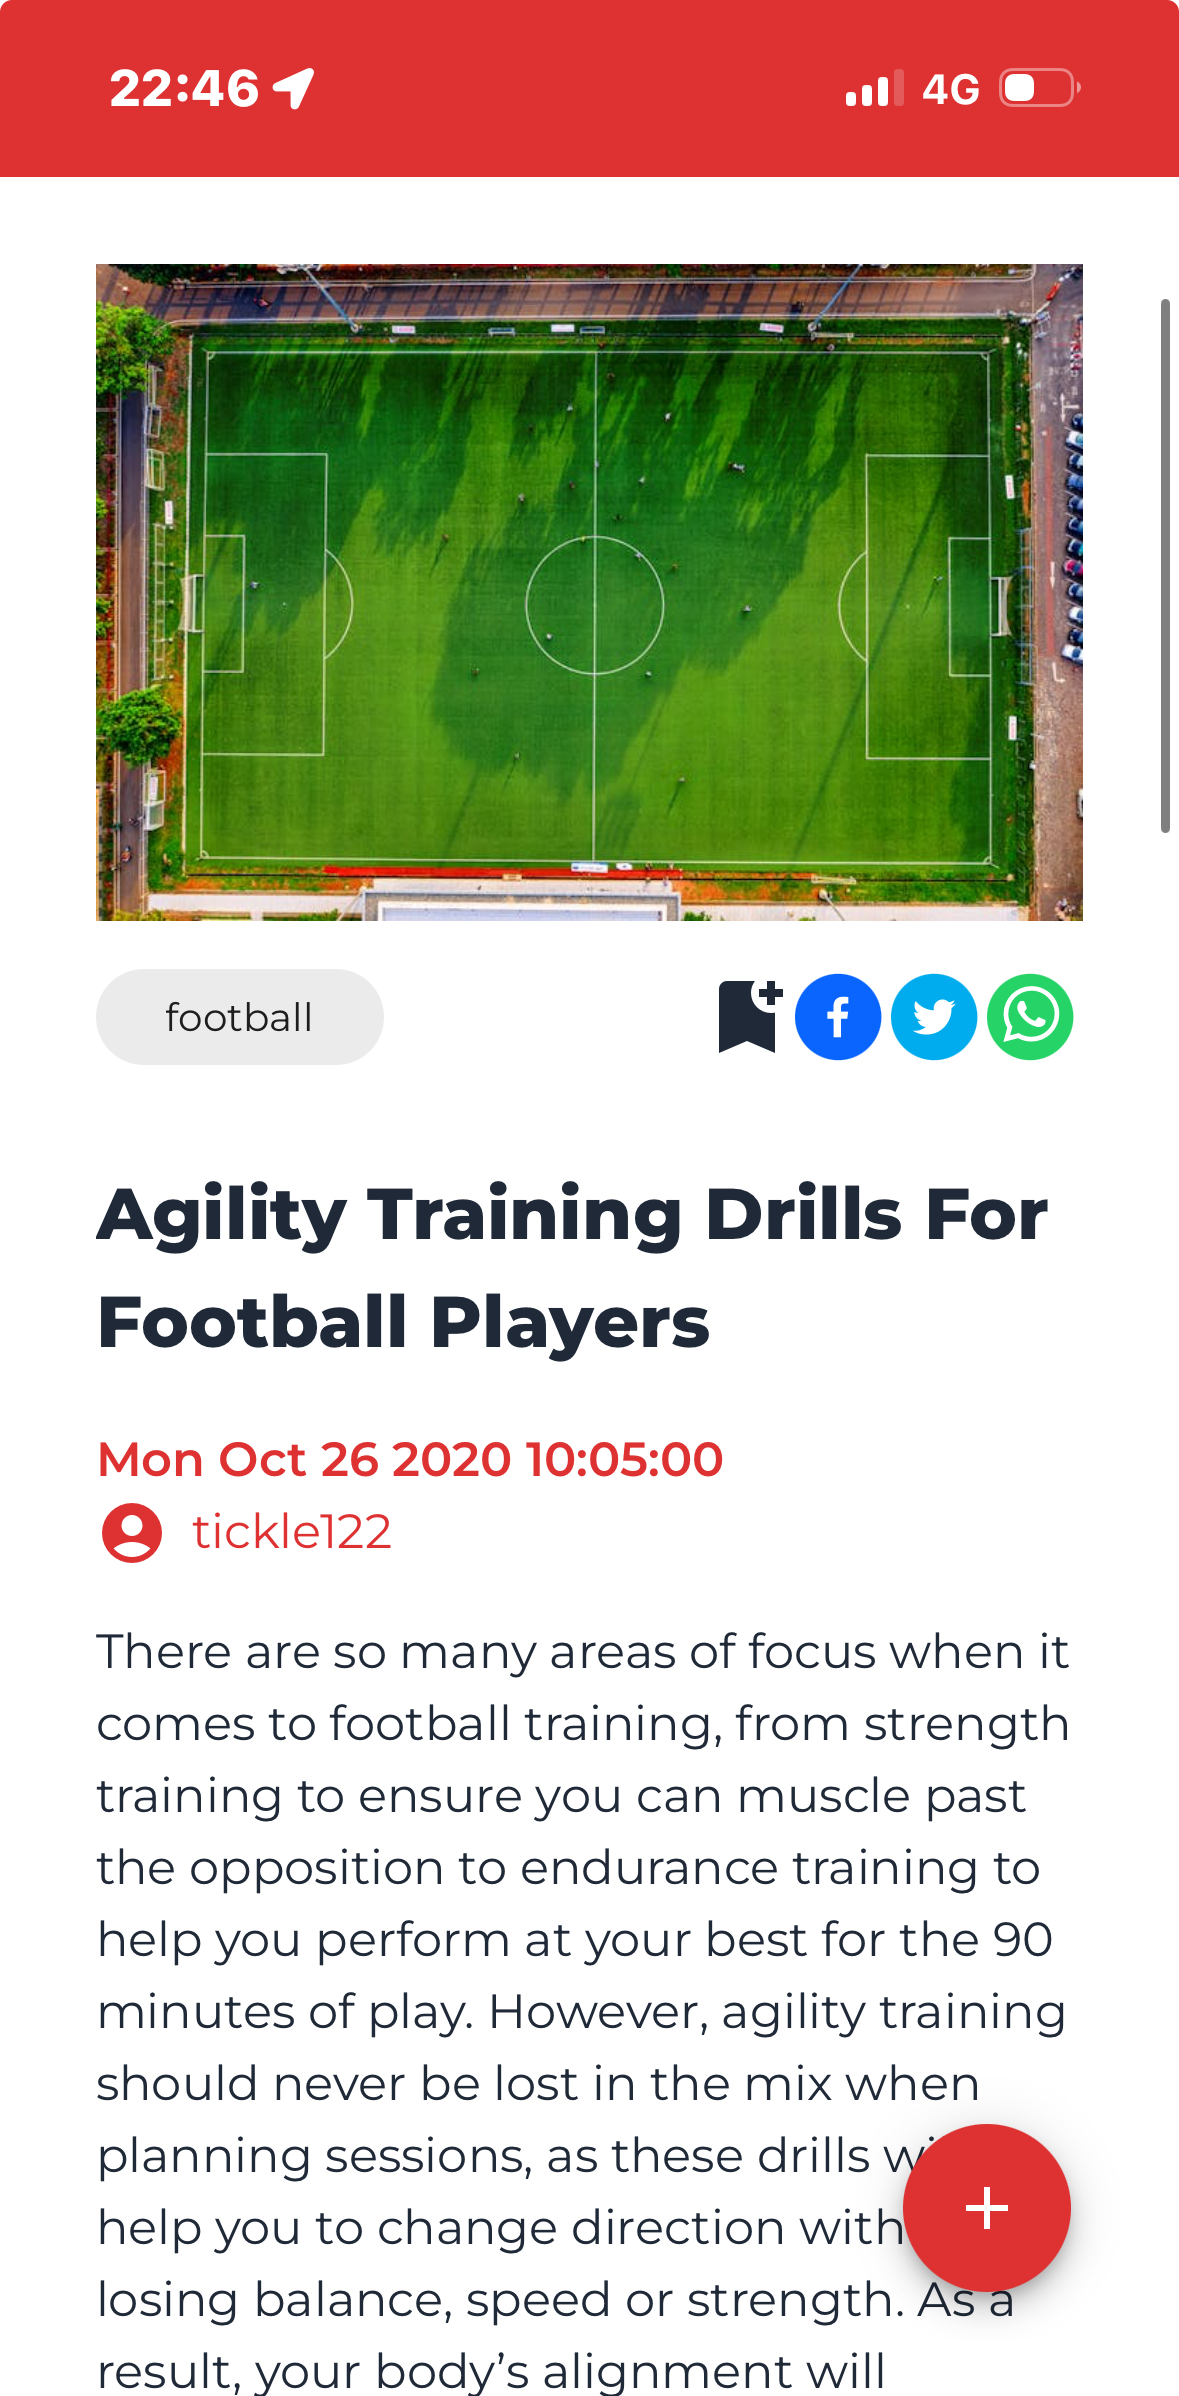 22:46
4G
football
Agility Training Drills For
Football Players
Mon Oct 26 2020 10:05:00
tickle122
There are so many areas of focus when it
comes to football training, from strength
training to ensure you can muscle past
the opposition to endurance training to
help you perform at your best for the 90
minutes of play. However, agility training
should never be lost in the mix when
planning sessions, as these drills
help you to change direction
losing balance, speed or strength. As a
result, your body’s alignment will